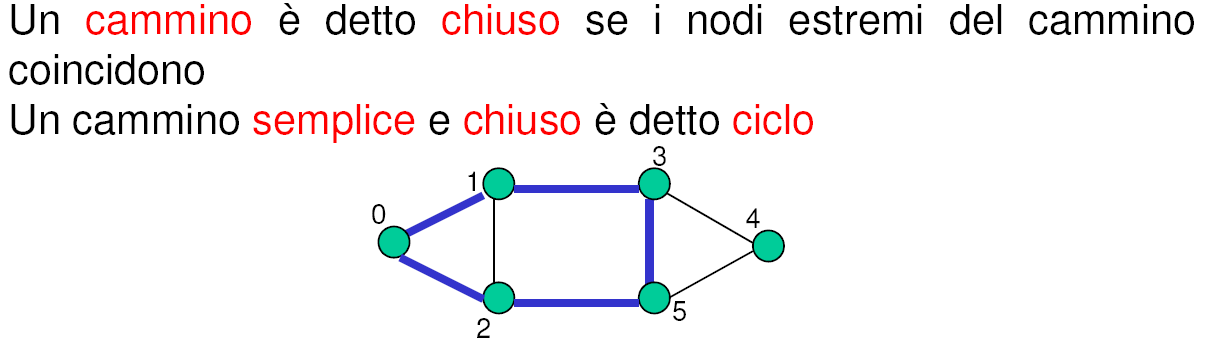 Un cammino è detto chiuso se i nodi estremi del cammino
coincidono
Un cammino semplice e chiuso è detto ciclo
3
1
0
4
5
2